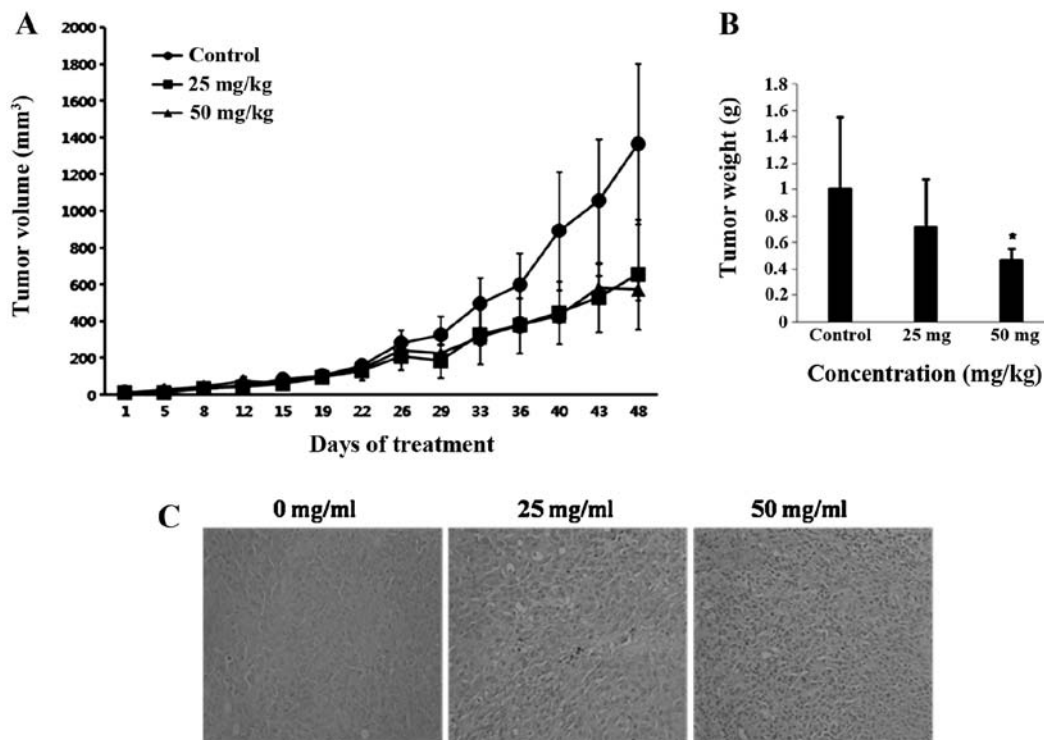 A
Tumor volume (mm³)
2000
1800
1600
1400
1200
1000
800
600
400
200
0
Control
25 mg/kg
50 mg/kg
1 5 8 12 15 19 22 26 29 33 36 40 43 48
Days of treatment
B
Tumor weight (g)
1.8
1.6
1.4
1.2
1
0.8
0.6
0.4
0.2
0
*
Control 25 mg 50 mg
Concentration (mg/kg)
C
0 mg/ml 25 mg/ml 50 mg/ml